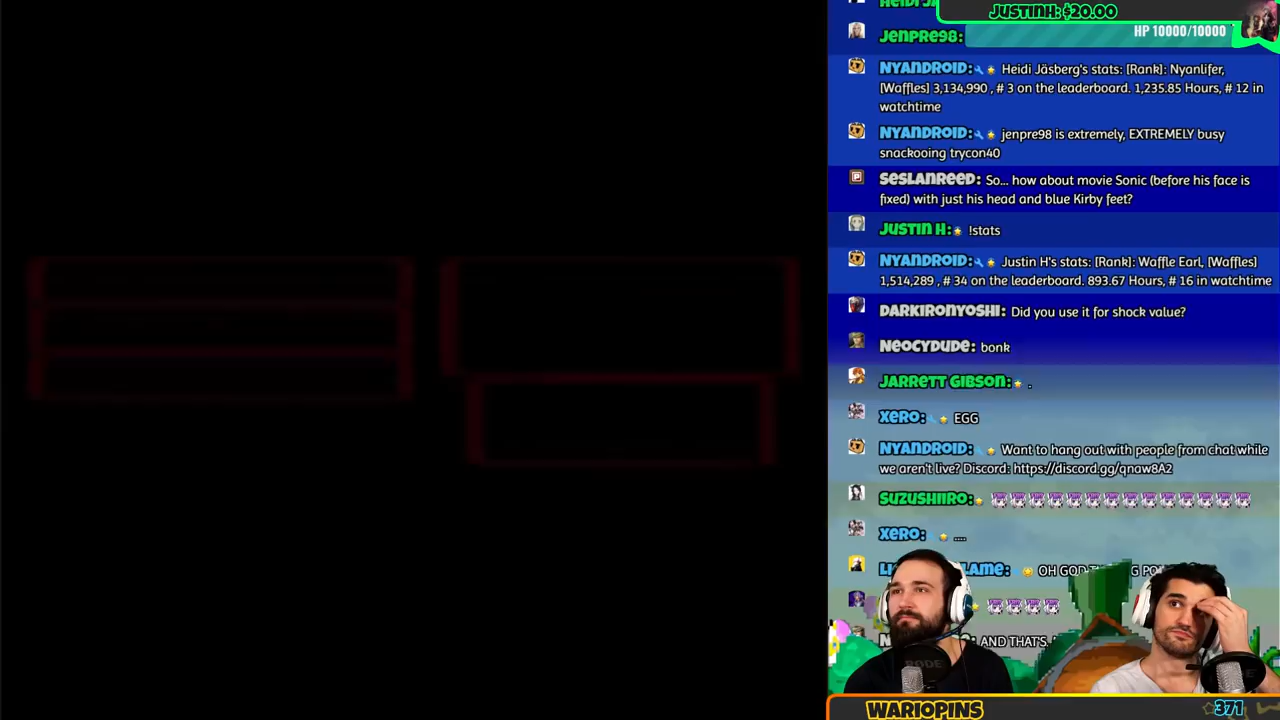 JUSTINH: $20.00
HP 10000/10000
JENPRE98:
NYANDROID: Heidi Jäsberg's stats: [Rank]: Nyanlifer,
[Waffles] 3,134,990 , # 3 on the leaderboard. 1,235.85 Hours, # 12 in
watchtime
NYANDROID: jenpre98 is extremely, EXTREMELY busy
snackooing trycon40
SESLANREED: So... how about movie Sonic (before his face is
fixed) with just his head and blue Kirby feet?
JUSTIN H: !stats
NYANDROID: Justin H's stats: [Rank]: Waffle Earl, [Waffles]
1,514,289 , # 34 on the leaderboard. 893.67 Hours, # 16 in watchtime
DARKIRONYOSHI: Did you use it for shock value?
NEOCYDUDE: bonk
JARRETT GIBSON: .
XERO: EGG
NYANDROID: Want to hang out with people from chat while
we aren't live? Discord: https://discord.gg/qnaw8A2
SUZUSHIIRO:
XERO: ....
OH GOD
AND THAT'S
RODE
WARIOPINS 371